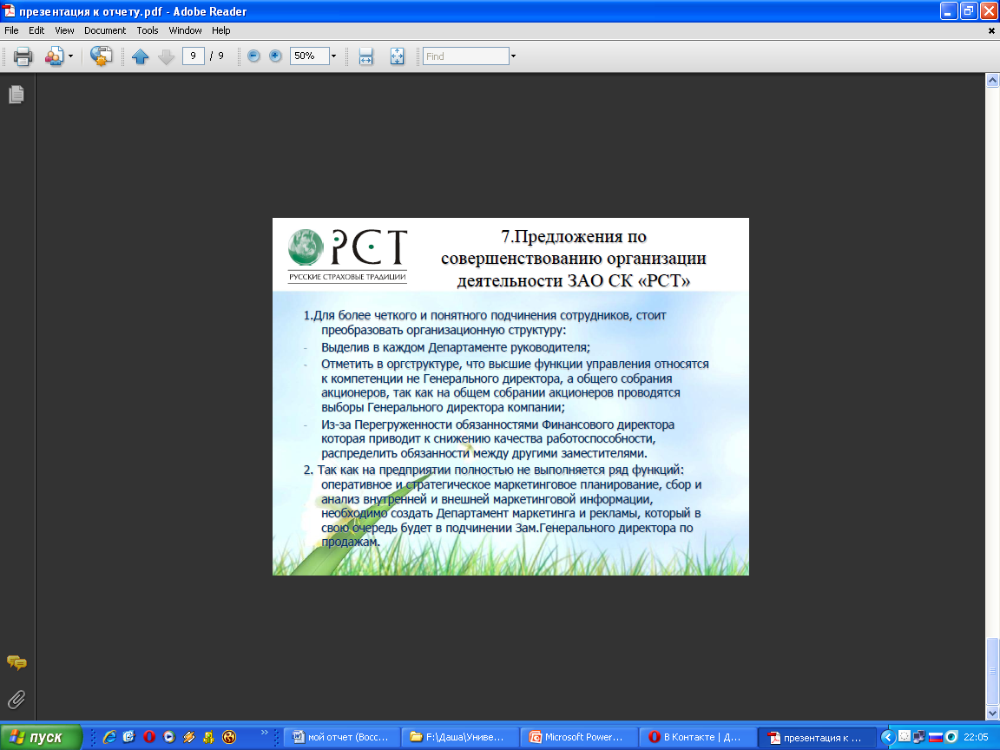 презентация к отчету.pdf - Adobe Reader
File Edit View Document Tools Window Help
9 / 9 50% Find
РСТ
РУССКИЕ СТРАХОВЫЕ ТРАДИЦИИ
7.Предложения по
совершенствованию организации
деятельности ЗАО СК «РСТ»
1.Для более четкого и понятного подчинения сотрудников, стоит
преобразовать организационную структуру:
- Выделив в каждом Департаменте руководителя;
- Отметить в оргструктуре, что высшие функции управления относятся
к компетенции не Генерального директора, а общего собрания
акционеров, так как на общем собрании акционеров проводятся
выборы Генерального директора компании;
- Из-за Перегруженности обязанностями Финансового директора
которая приводит к снижению качества работоспособности,
распределить обязанности между другими заместителями.
2. Так как на предприятии полностью не выполняется ряд функций:
оперативное и стратегическое маркетинговое планирование, сбор и
анализ внутренней и внешней маркетинговой информации,
необходимо создать Департамент маркетинга и рекламы, который в
свою очередь будет в подчинении Зам.Генерального директора по
продажам.
пуск мой отчет (Восс... F:\Даша\Униве... Microsoft Power... В Контакте | Д... презентация к ... 22:05